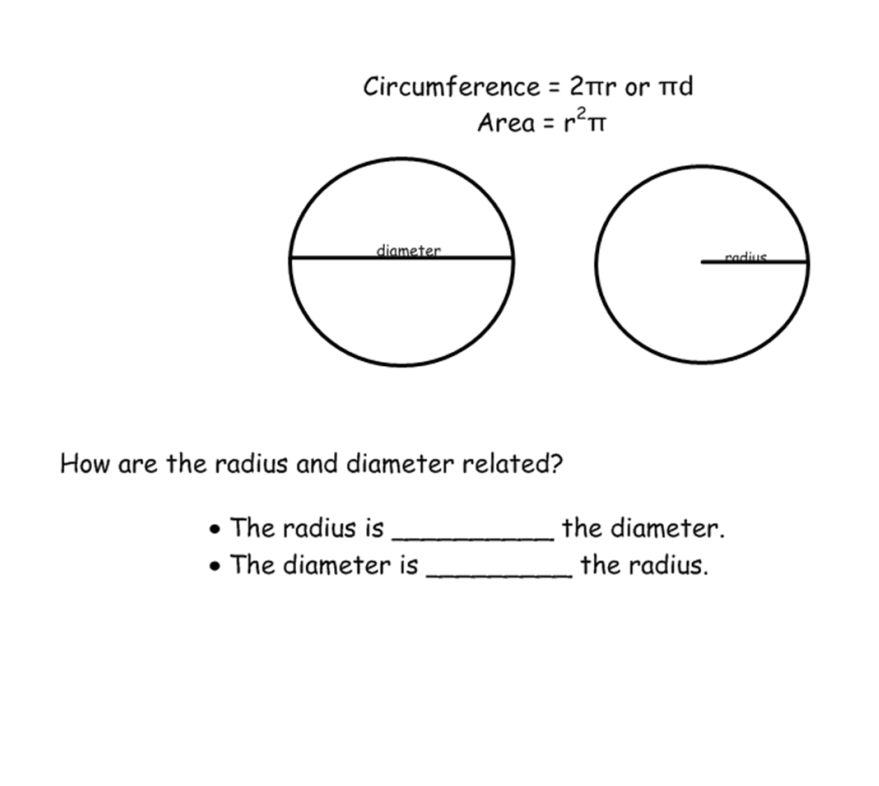 Circumference = 2πr or πd
Area = r²π
diameter
radius
How are the radius and diameter related?
• The radius is __________ the diameter.
• The diameter is _________ the radius.